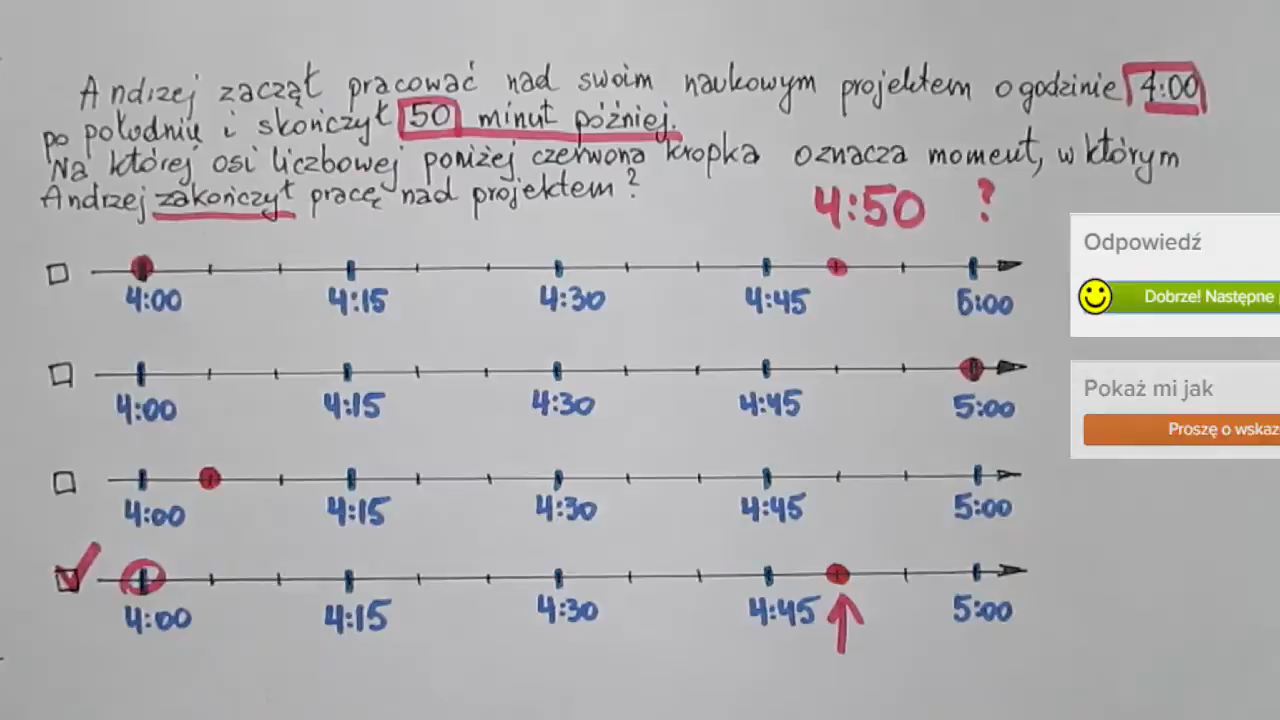 Andrzej zaczął pracować nad swoim naukowym projektem o godzinie 4:00
po południu i skończył 50 minut później.
Na której osi liczbowej poniżej czerwona kropka oznacza moment, w którym
Andrzej zakończył pracę nad projektem?
4:50 ?
4:00 4:15 4:30 4:45 5:00
4:00 4:15 4:30 4:45 5:00
4:00 4:15 4:30 4:45 5:00
4:00 4:15 4:30 4:45 5:00
Odpowiedź
Dobrze! Następne
Pokaż mi jak
Proszę o wskaz